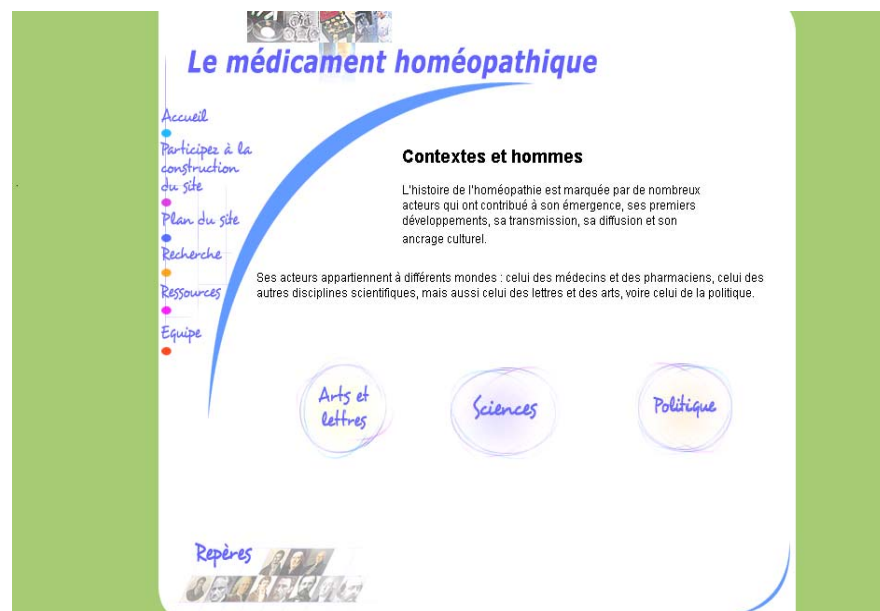 Le médicament homéopathique
Accueil
Participez à la
construction
du site
Plan du site
Recherche
Ressources
Equipe
Contextes et hommes
L'histoire de l'homéopathie est marquée par de nombreux
acteurs qui ont contribué à son émergence, ses premiers
développements, sa transmission, sa diffusion et son
ancrage culturel.
Ses acteurs appartiennent à différents mondes : celui des médecins et des pharmaciens, celui des
autres disciplines scientifiques, mais aussi celui des lettres et des arts, voire celui de la politique.
Arts et
lettres
Sciences
Politique
Repères